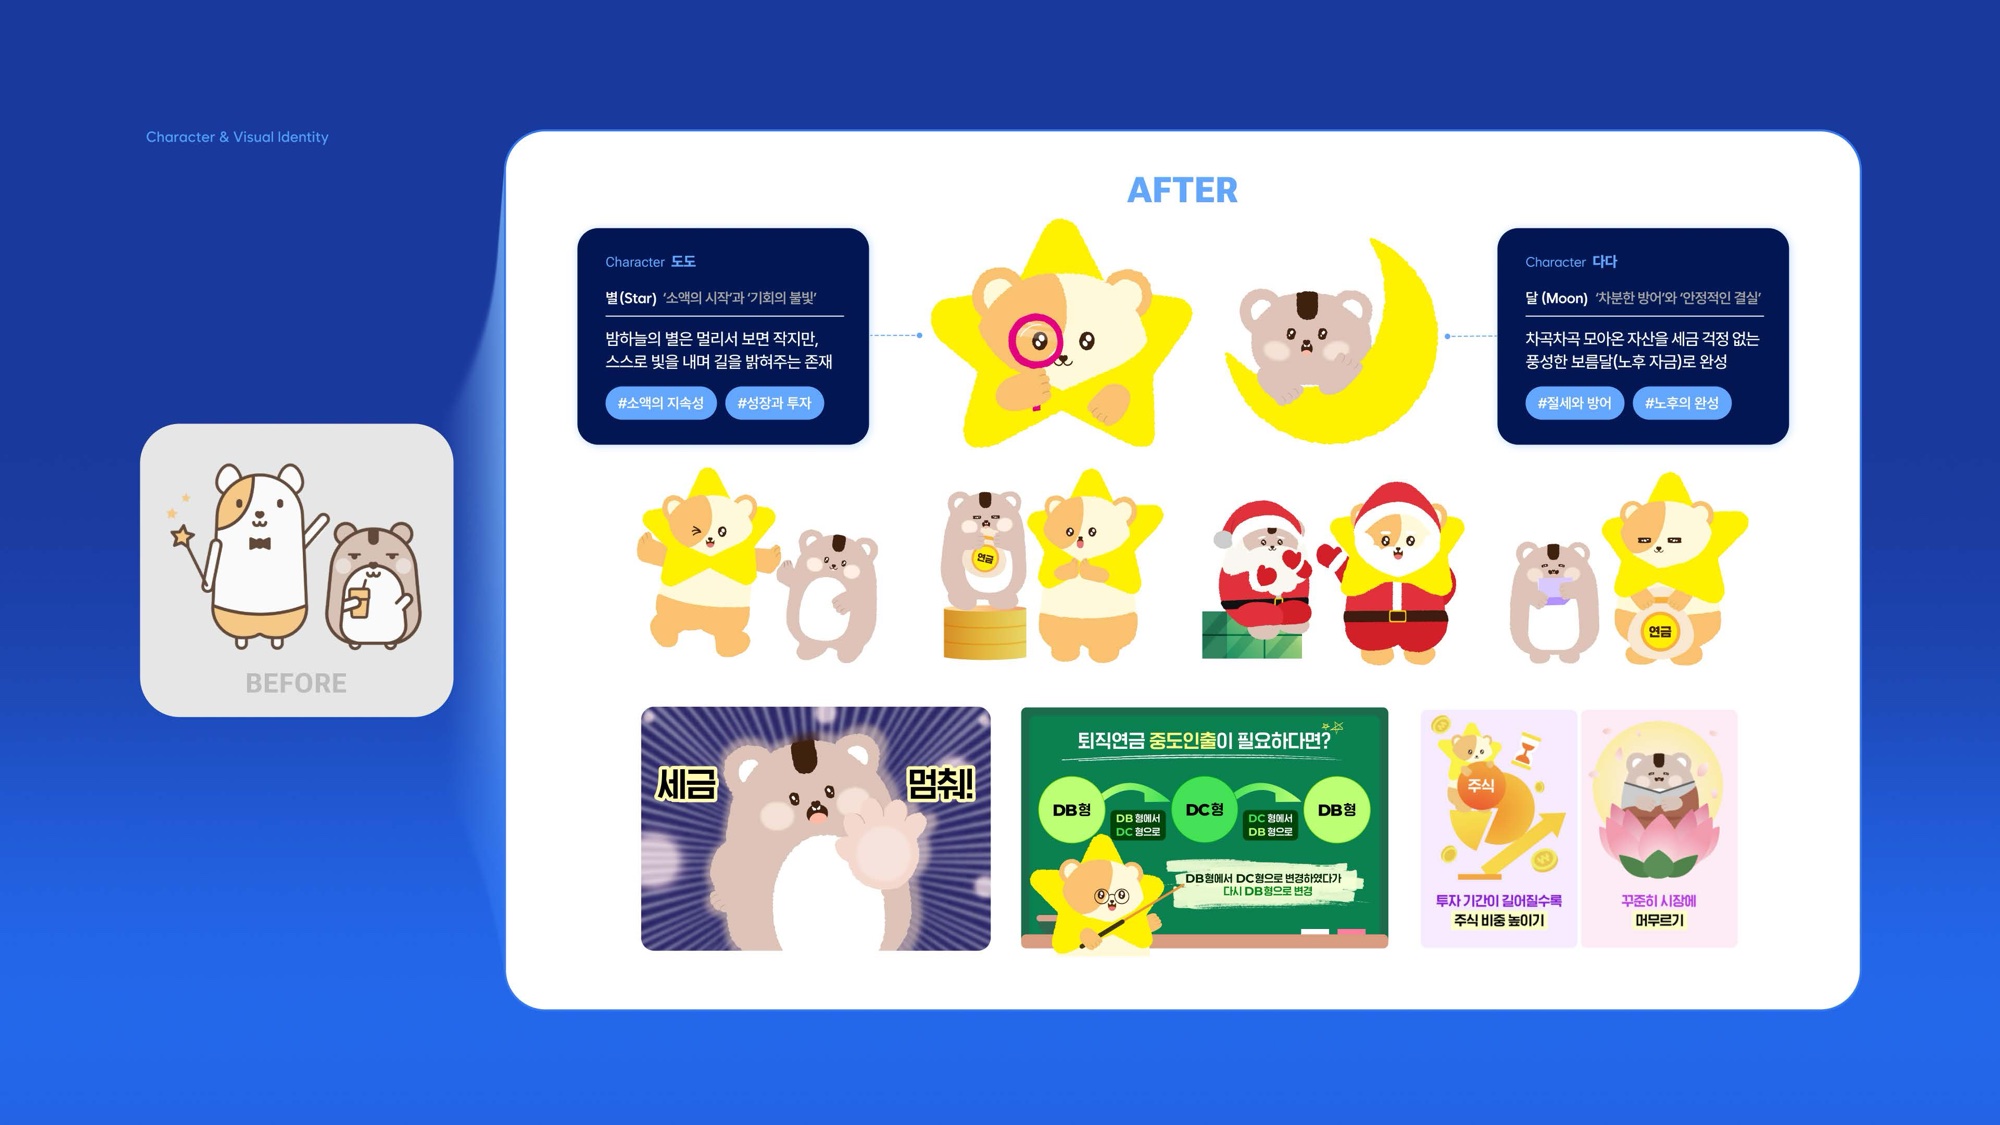 Character & Visual Identity
BEFORE
AFTER
Character 도도
별(Star) '소액의 시작'과 '기회의 불빛'
밤하늘의 별은 멀리서 보면 작지만,
스스로 빛을 내며 길을 밝혀주는 존재
#소액의 지속성 #성장과 투자
Character 다다
달 (Moon) '차분한 방어'와 '안정적인 결실'
차곡차곡 모아온 자산을 세금 걱정 없는
풍성한 보름달(노후 자금)로 완성
#절세와 방어 #노후의 완성
연금
연금
세금 멈춰!
퇴직연금 중도인출이 필요하다면?
DB형
DB형에서
DC형으로
DC형
DC형에서
DB형으로
DB형
DB형에서 DC형으로 변경하였다가
다시 DB형으로 변경
주식
투자 기간이 길어질수록
주식 비중 높이기
꾸준히 시장에
머무르기